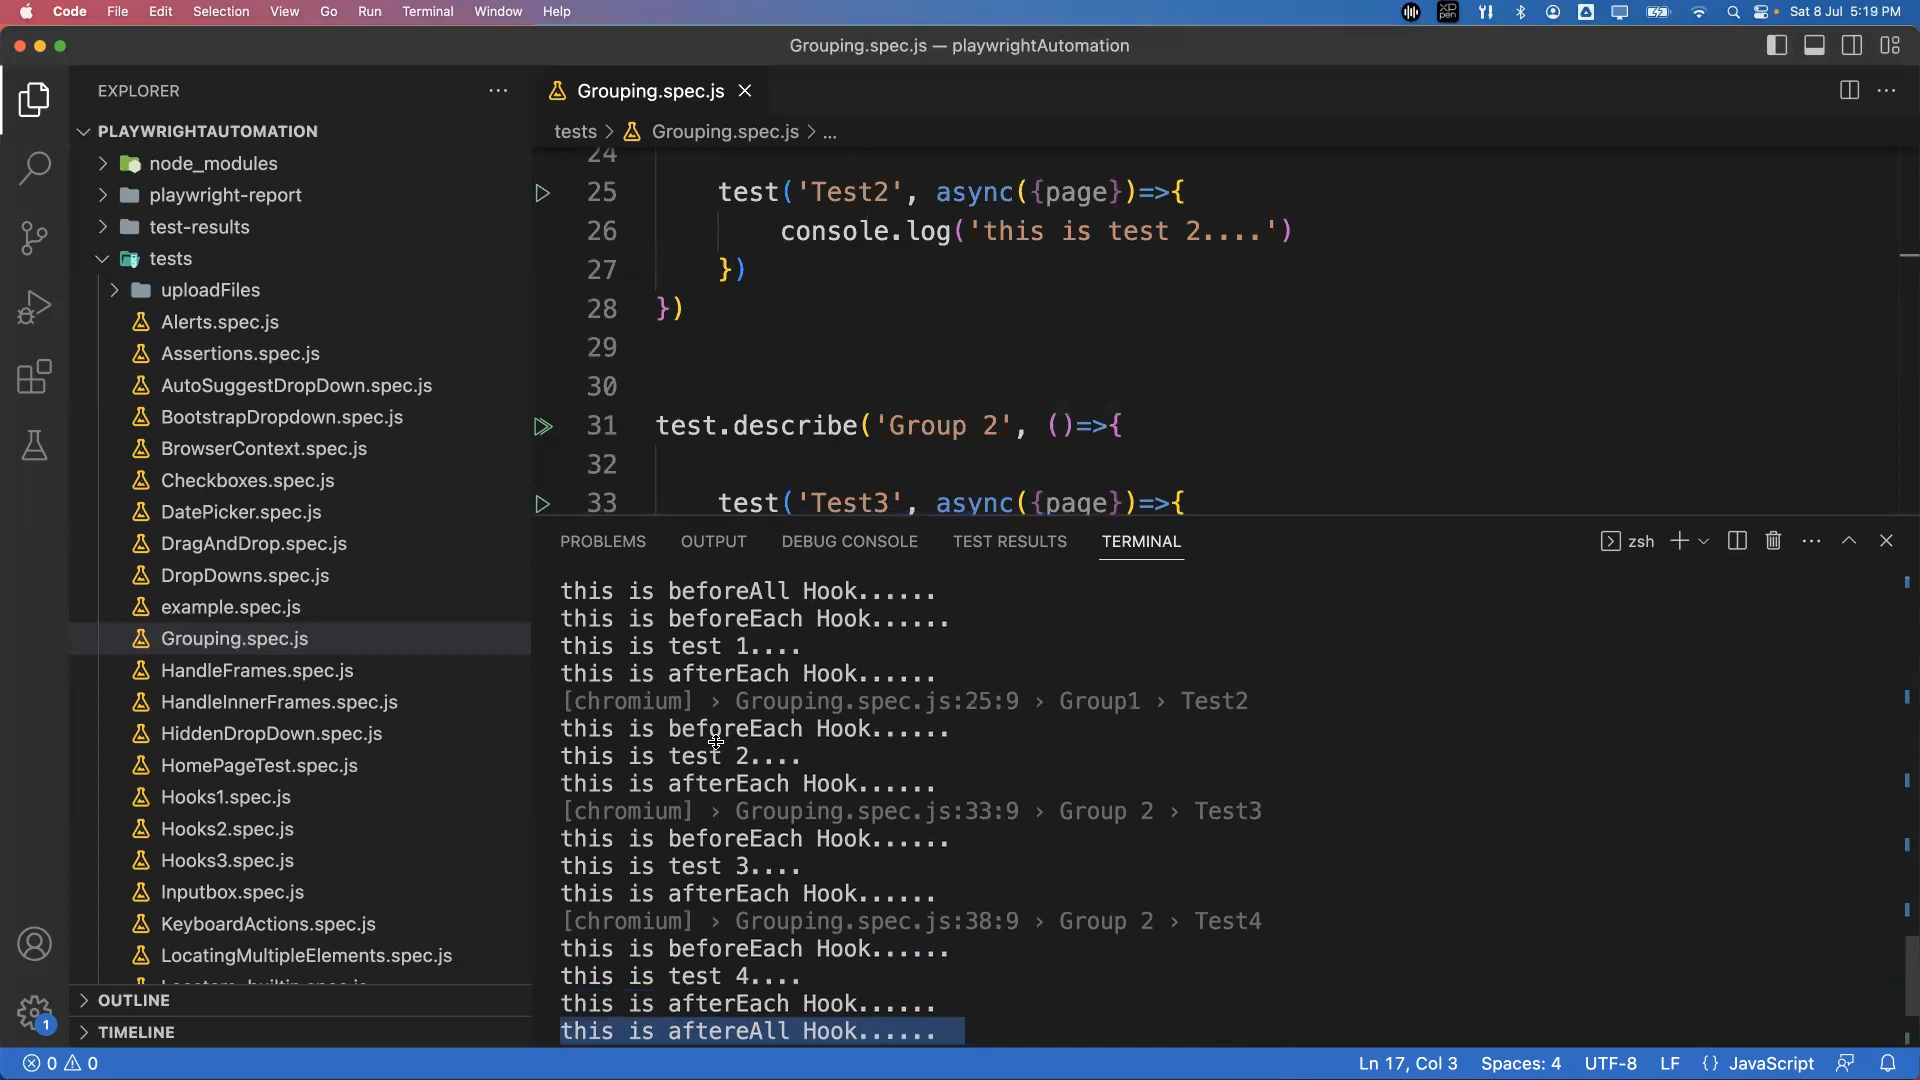 Code File Edit Selection View Go Run Terminal Window Help
Sat 8 Jul 5:19 PM
Grouping.spec.js — playwrightAutomation
EXPLORER
PLAYWRIGHTAUTOMATION
node_modules
playwright-report
test-results
tests
uploadFiles
Alerts.spec.js
Assertions.spec.js
AutoSuggestDropDown.spec.js
BootstrapDropdown.spec.js
BrowserContext.spec.js
Checkboxes.spec.js
DatePicker.spec.js
DragAndDrop.spec.js
DropDowns.spec.js
example.spec.js
Grouping.spec.js
HandleFrames.spec.js
HandleInnerFrames.spec.js
HiddenDropDown.spec.js
HomePageTest.spec.js
Hooks1.spec.js
Hooks2.spec.js
Hooks3.spec.js
Inputbox.spec.js
KeyboardActions.spec.js
LocatingMultipleElements.spec.js
OUTLINE
TIMELINE
Grouping.spec.js
tests > Grouping.spec.js > ...
24
25 test('Test2', async({page})=>{
26 console.log('this is test 2....')
27 })
28 })
29
30
31 test.describe('Group 2', ()=>{
32
33 test('Test3', async({page})=>{
PROBLEMS OUTPUT DEBUG CONSOLE TEST RESULTS TERMINAL
zsh
this is beforeAll Hook......
this is beforeEach Hook......
this is test 1....
this is afterEach Hook......
[chromium] › Grouping.spec.js:25:9 › Group1 › Test2
this is beforeEach Hook......
this is test 2....
this is afterEach Hook......
[chromium] › Grouping.spec.js:33:9 › Group 2 › Test3
this is beforeEach Hook......
this is test 3....
this is afterEach Hook......
[chromium] › Grouping.spec.js:38:9 › Group 2 › Test4
this is beforeEach Hook......
this is test 4....
this is afterEach Hook......
this is aftereAll Hook......
1
0 0
Ln 17, Col 3 Spaces: 4 UTF-8 LF {} JavaScript